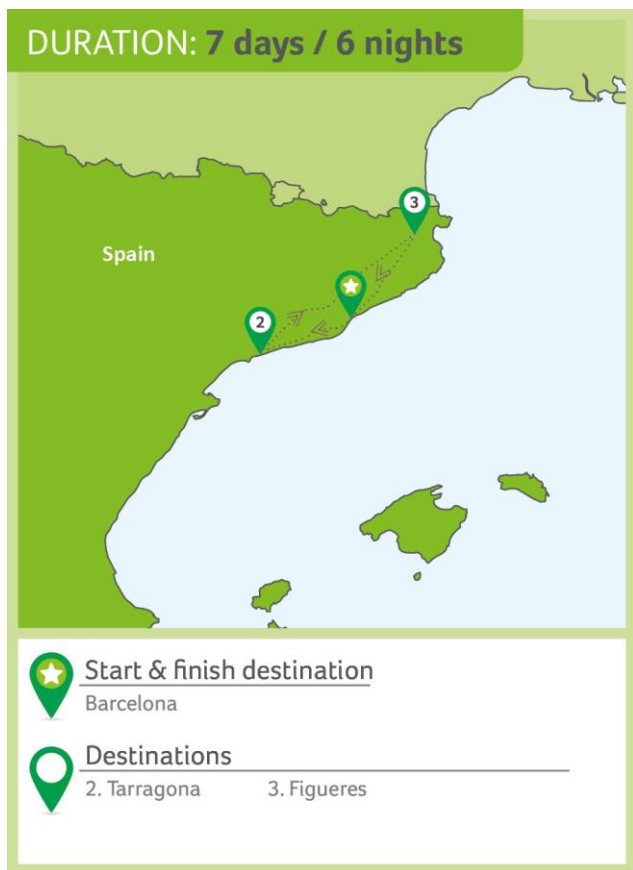 DURATION: 7 days / 6 nights
3
Spain
2
Start & finish destination
Barcelona
Destinations
2. Tarragona 3. Figueres